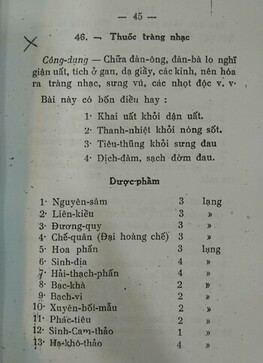 — 45 —
46. — Thuốc tràng nhạc
Công-dụng — Chữa đàn-ông, đàn-bà lo nghĩ
giận uất, tích ở gan, dạ giầy, các kinh, nên hóa
ra tràng nhạc, sưng vú, các nhọt độc v. v.
Bài này có bốn điều hay :
1. Khai uất khỏi dận uất.
2. Thanh-nhiệt khỏi nóng sốt.
3. Tiêu-thũng khỏi sưng đau
4. Dịch-đàm, sạch đờm đau.
Dược-phẩm
1. Nguyên-sâm 3 lạng
2. Liên-kiều 3 »
3. Đương-quy 3 »
4. Chế-quân (Đại hoàng chế) 3 »
5. Hoa phấn 3 lạng
6. Sinh-địa 4 »
7. Hải-thạch-phấn 4 »
8. Bạc-hà 2 »
9. Bạch-vi 2 »
10. Xuyên-bối-mẫu 2 »
11. Phác-tiêu 2 »
12. Sinh-Cam-thảo 1 »
13. Hạ-khô-thảo 4 »